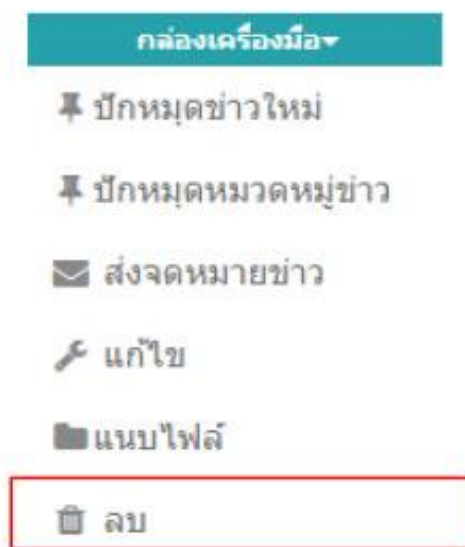 กล่องเครื่องมือ
ปักหมุดข่าวใหม่
ปักหมุดหมวดหมู่ข่าว
ส่งจดหมายข่าว
แก้ไข
แนบไฟล์
ลบ